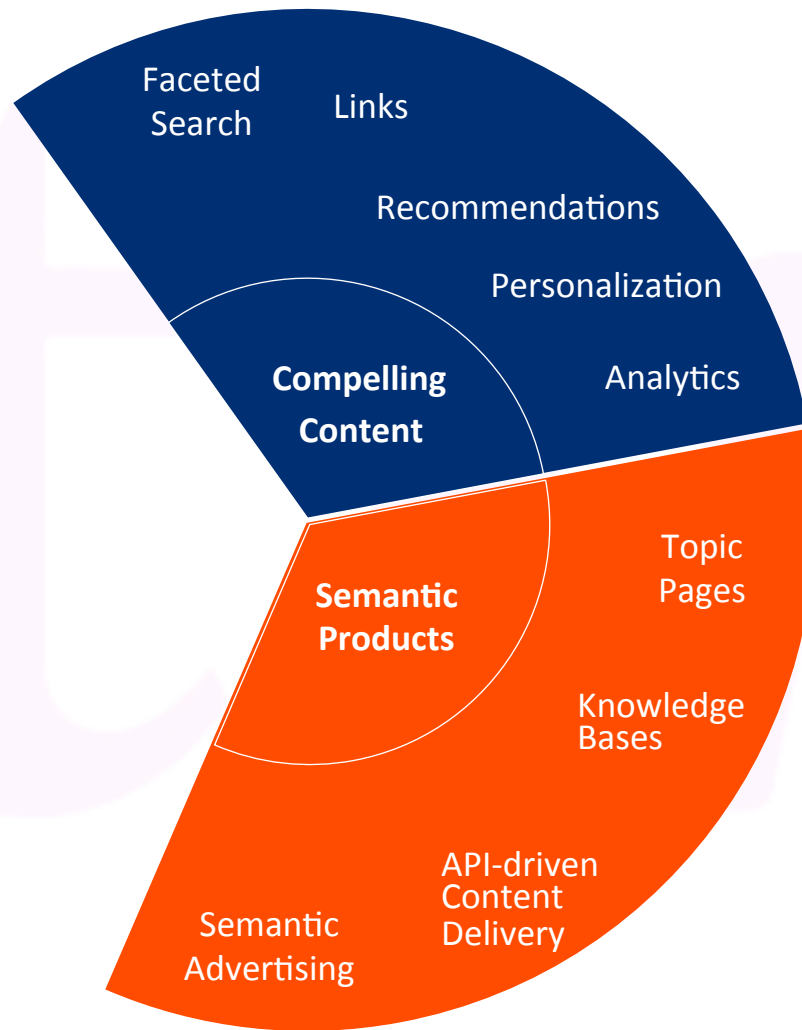 Faceted
Search
Links
Recommendations
Personalization
Analytics
Compelling
Content
Semantic
Products
Topic
Pages
Knowledge
Bases
API-driven
Content
Delivery
Semantic
Advertising